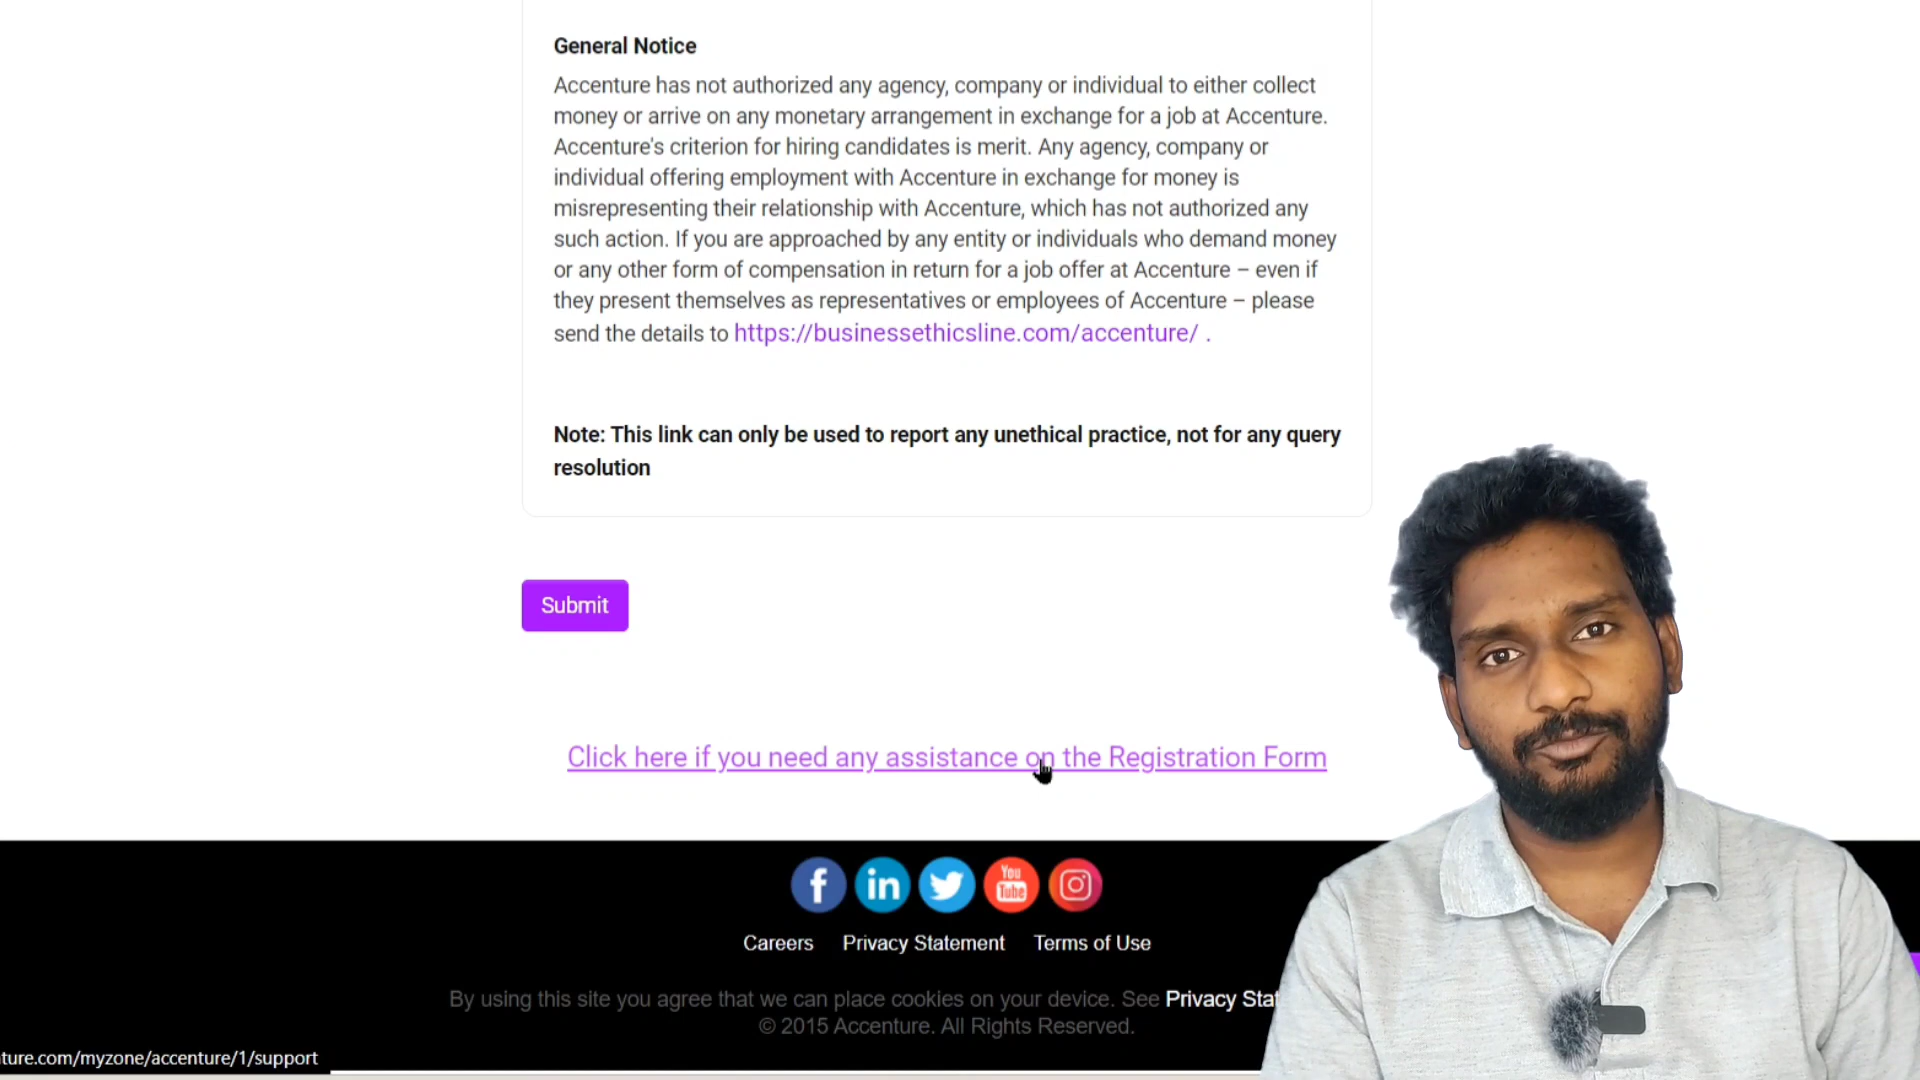 General Notice
Accenture has not authorized any agency, company or individual to either collect
money or arrive on any monetary arrangement in exchange for a job at Accenture.
Accenture's criterion for hiring candidates is merit. Any agency, company or
individual offering employment with Accenture in exchange for money is
misrepresenting their relationship with Accenture, which has not authorized any
such action. If you are approached by any entity or individuals who demand money
or any other form of compensation in return for a job offer at Accenture – even if
they present themselves as representatives or employees of Accenture – please
send the details to https://businessethicsline.com/accenture/ .
Note: This link can only be used to report any unethical practice, not for any query
resolution
Submit
Click here if you need any assistance on the Registration Form
f in You Tube
Careers Privacy Statement Terms of Use
By using this site you agree that we can place cookies on your device. See Privacy Stat
© 2015 Accenture. All Rights Reserved.
ture.com/myzone/accenture/1/support